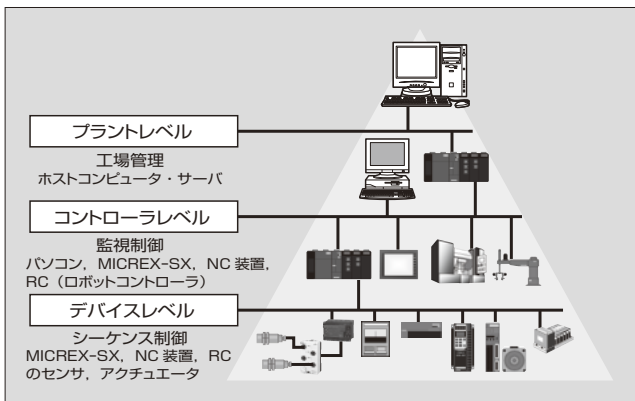 プラントレベル
工場管理
ホストコンピュータ・サーバ
コントローラレベル
監視制御
パソコン，MICREX-SX，NC 装置，
RC（ロボットコントローラ）
デバイスレベル
シーケンス制御
MICREX-SX，NC 装置，RC
のセンサ，アクチュエータ